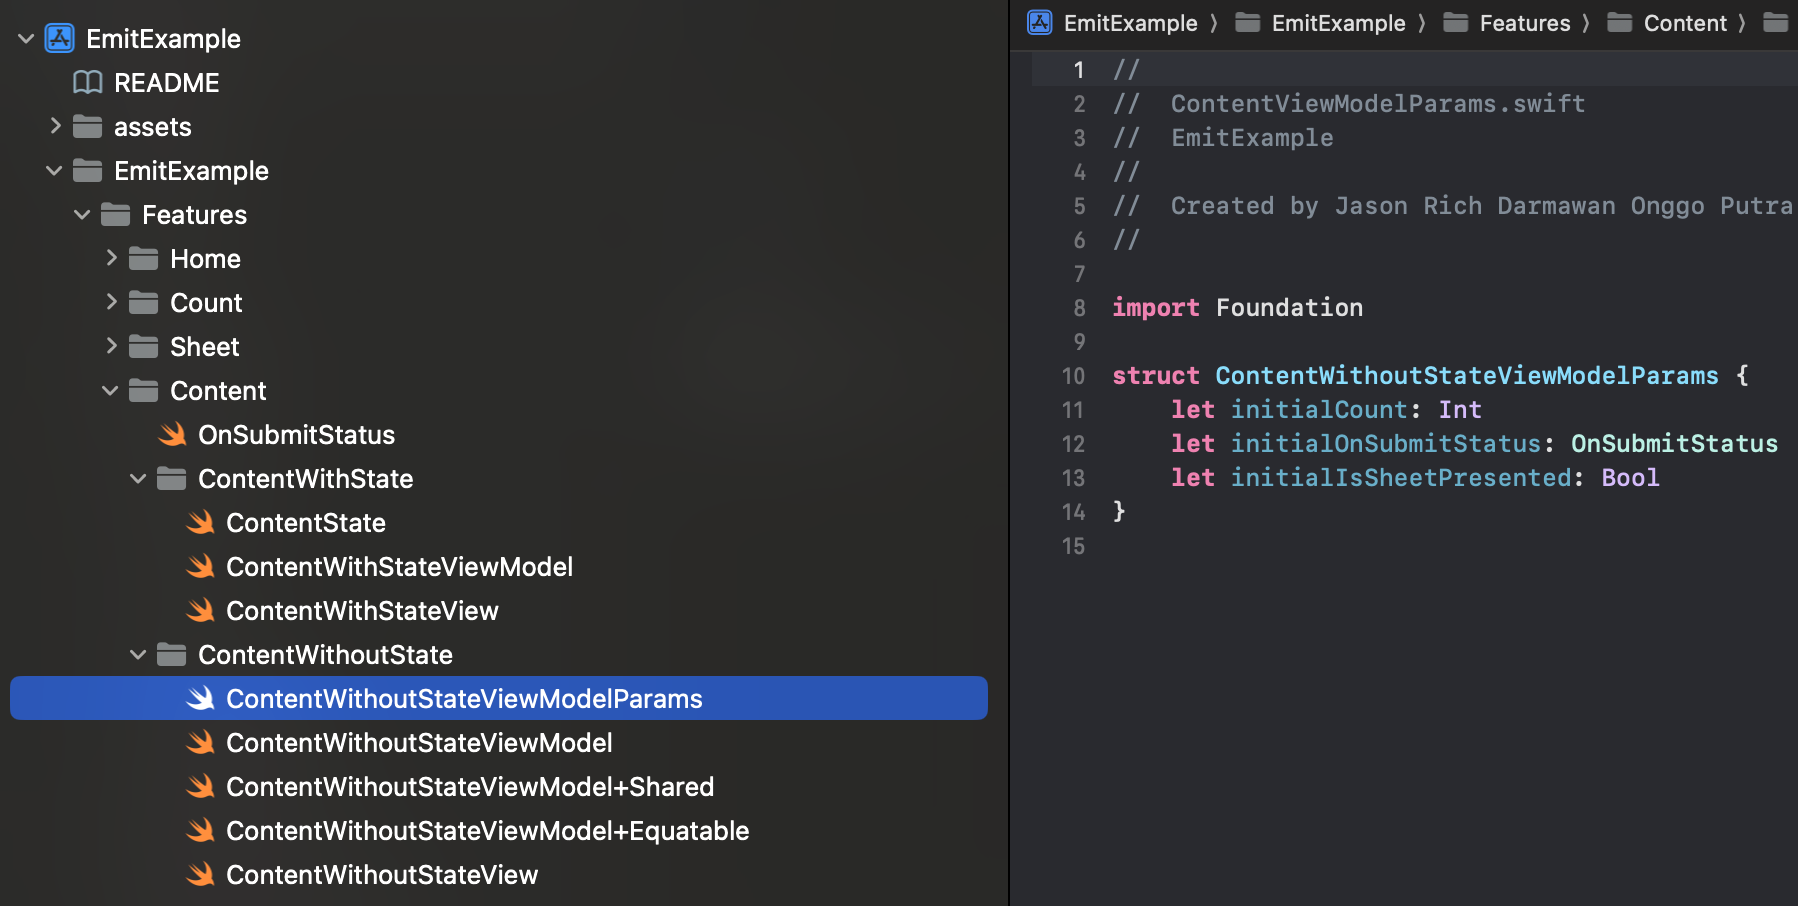 EmitExample
README
assets
EmitExample
Features
Home
Count
Sheet
Content
OnSubmitStatus
ContentWithState
ContentState
ContentWithStateViewModel
ContentWithStateView
ContentWithoutState
ContentWithoutStateViewModelParams
ContentWithoutStateViewModel
ContentWithoutStateViewModel+Shared
ContentWithoutStateViewModel+Equatable
ContentWithoutStateView
EmitExample 〉 EmitExample 〉 Features 〉 Content 〉
1 //
2 //  ContentViewModelParams.swift
3 //  EmitExample
4 //
5 //  Created by Jason Rich Darmawan Onggo Putra
6 //
7
8 import Foundation
9
10 struct ContentWithoutStateViewModelParams {
11     let initialCount: Int
12     let initialOnSubmitStatus: OnSubmitStatus
13     let initialIsSheetPresented: Bool
14 }
15